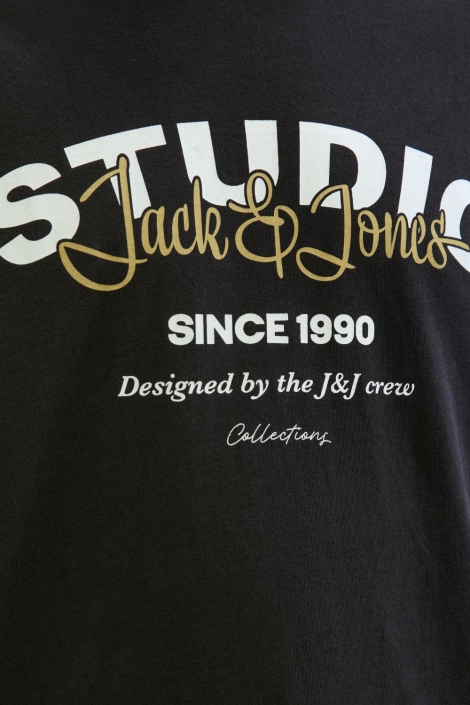 STUDIO
Jack & Jones
SINCE 1990
Designed by the J&J crew
Collections